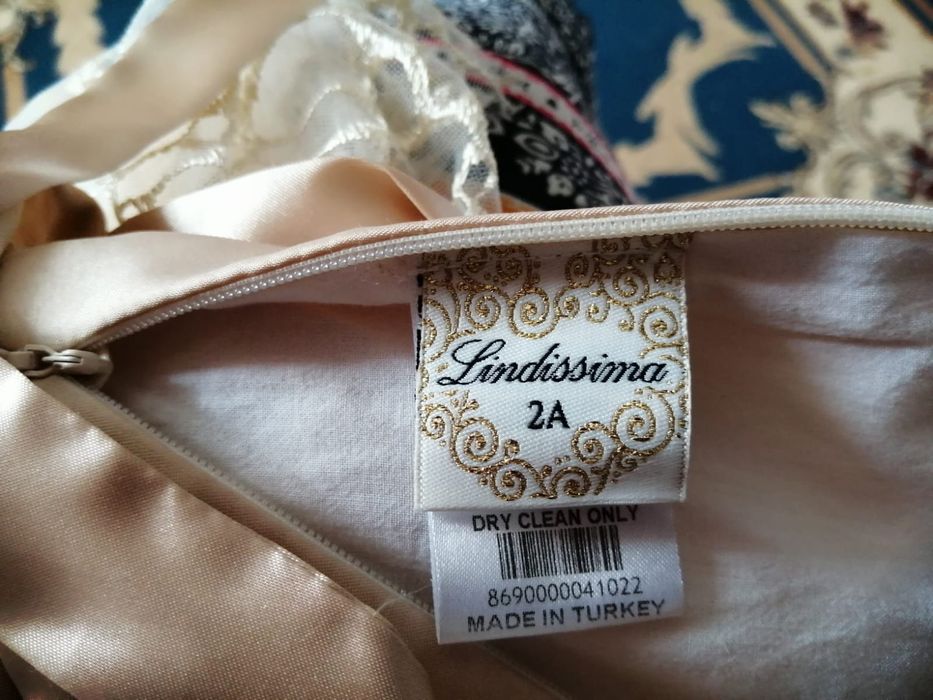 Lindissima
2A
DRY CLEAN ONLY
8690000041022
MADE IN TURKEY